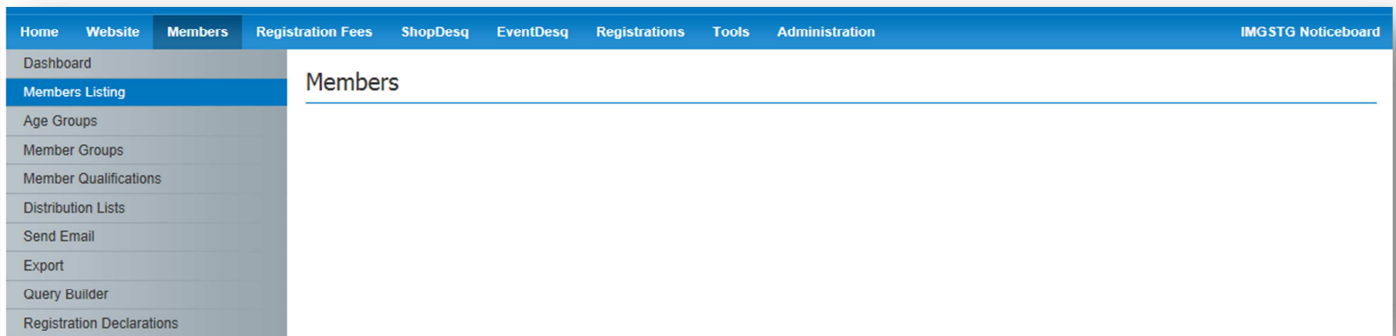 Home Website Members Registration Fees ShopDesq EventDesq Registrations Tools Administration IMGSTG Noticeboard
Dashboard
Members Listing
Age Groups
Member Groups
Member Qualifications
Distribution Lists
Send Email
Export
Query Builder
Registration Declarations
Members